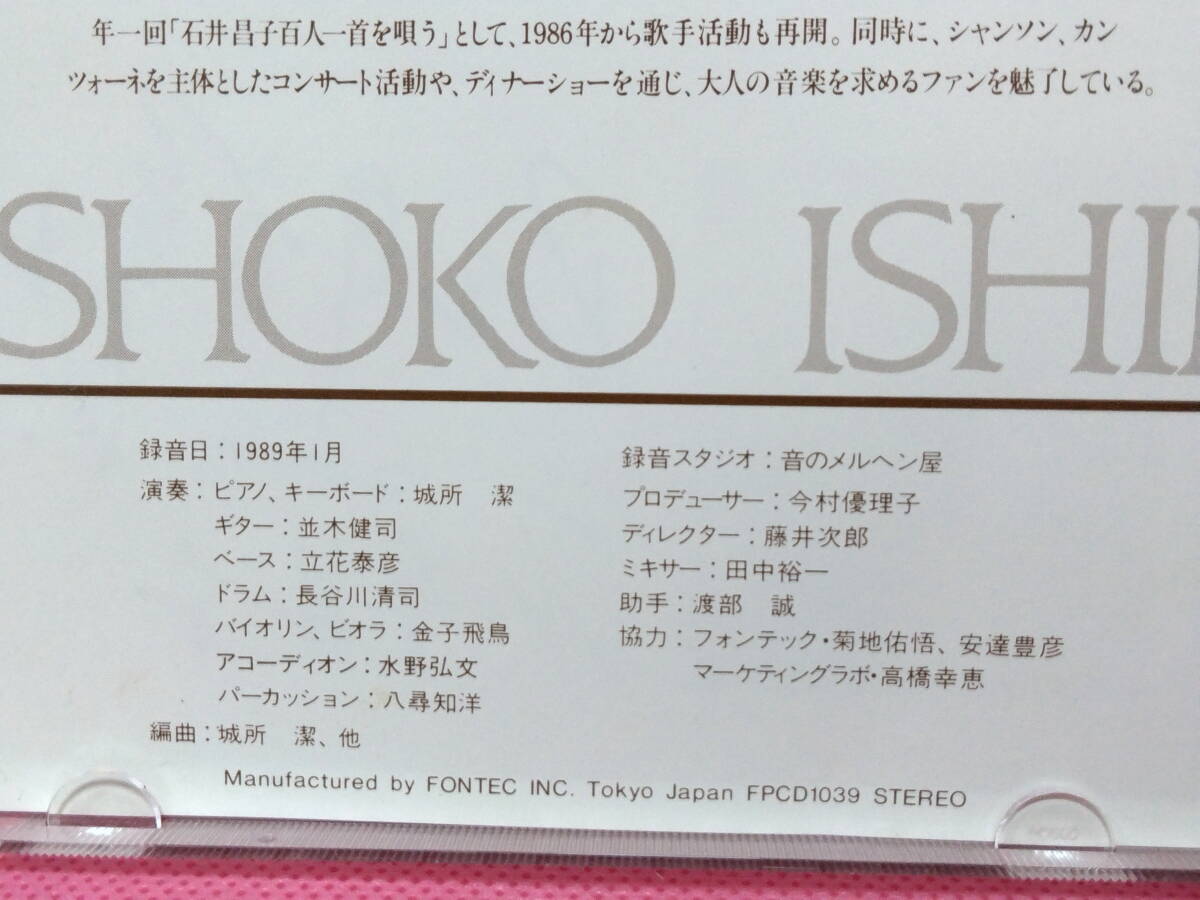 年一回「石井昌子百人一首を唄う」として、1986年から歌手活動も再開。同時に、シャンソン、カン
ツォーネを主体としたコンサート活動や、ディナーショーを通じ、大人の音楽を求めるファンを魅了している。
SHOKO ISHII
録音日：1989年1月
演奏：ピアノ、キーボード：城所　潔
ギター：並木健司
ベース：立花泰彦
ドラム：長谷川清司
バイオリン、ビオラ：金子飛鳥
アコーディオン：水野弘文
パーカッション：八尋知洋
編曲：城所　潔、他
録音スタジオ：音のメルヘン屋
プロデューサー：今村優理子
ディレクター：藤井次郎
ミキサー：田中裕一
助手：渡部　誠
協力：フォンテック・菊地佑悟、安達豊彦
マーケティングラボ・高橋幸恵
Manufactured by FONTEC INC. Tokyo Japan FPCD1039 STEREO